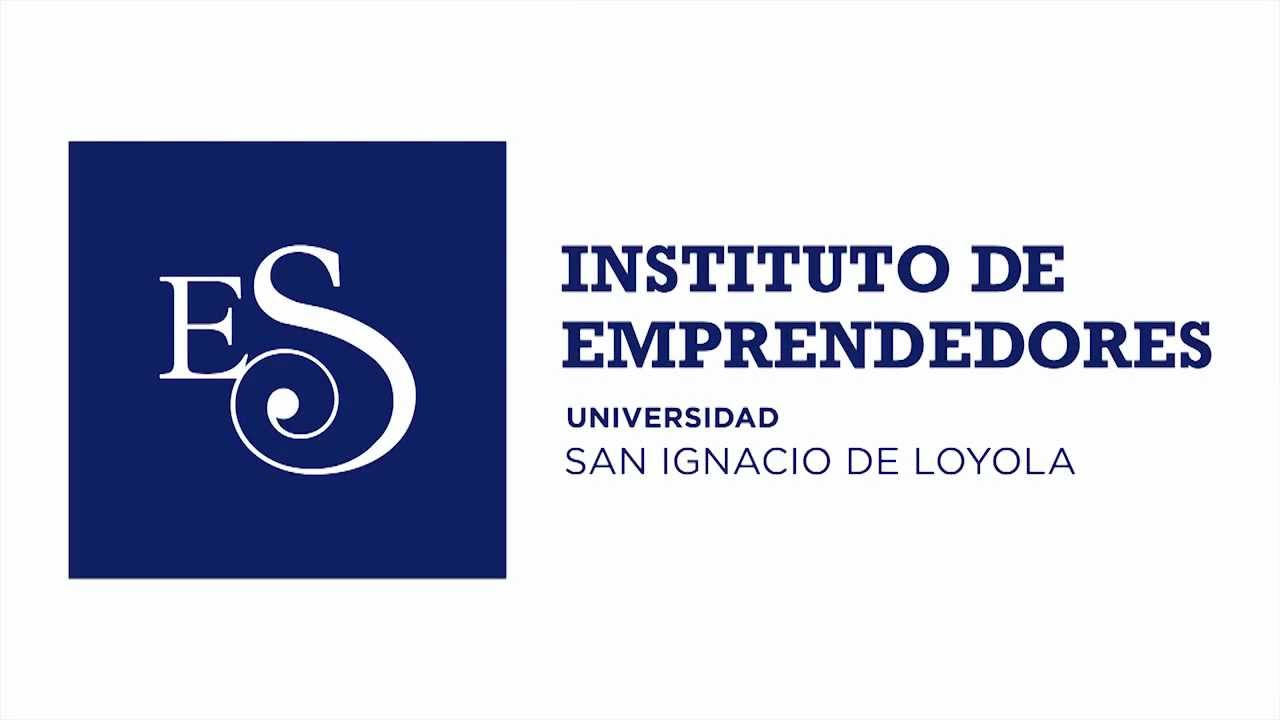 ES
INSTITUTO DE
EMPRENDEDORES
UNIVERSIDAD
SAN IGNACIO DE LOYOLA